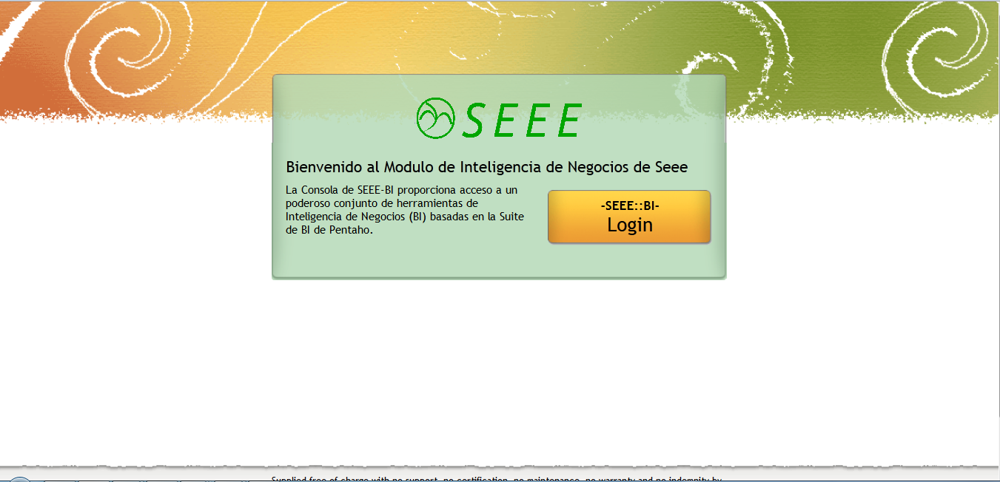 SEEE
Bienvenido al Modulo de Inteligencia de Negocios de Seee
La Consola de SEEE-BI proporciona acceso a un
poderoso conjunto de herramientas de
Inteligencia de Negocios (BI) basadas en la Suite
de BI de Pentaho.
-SEEE::BI-
Login
Supplied free of charge with no support, no certification, no maintenance, no warranty and no indemnity by